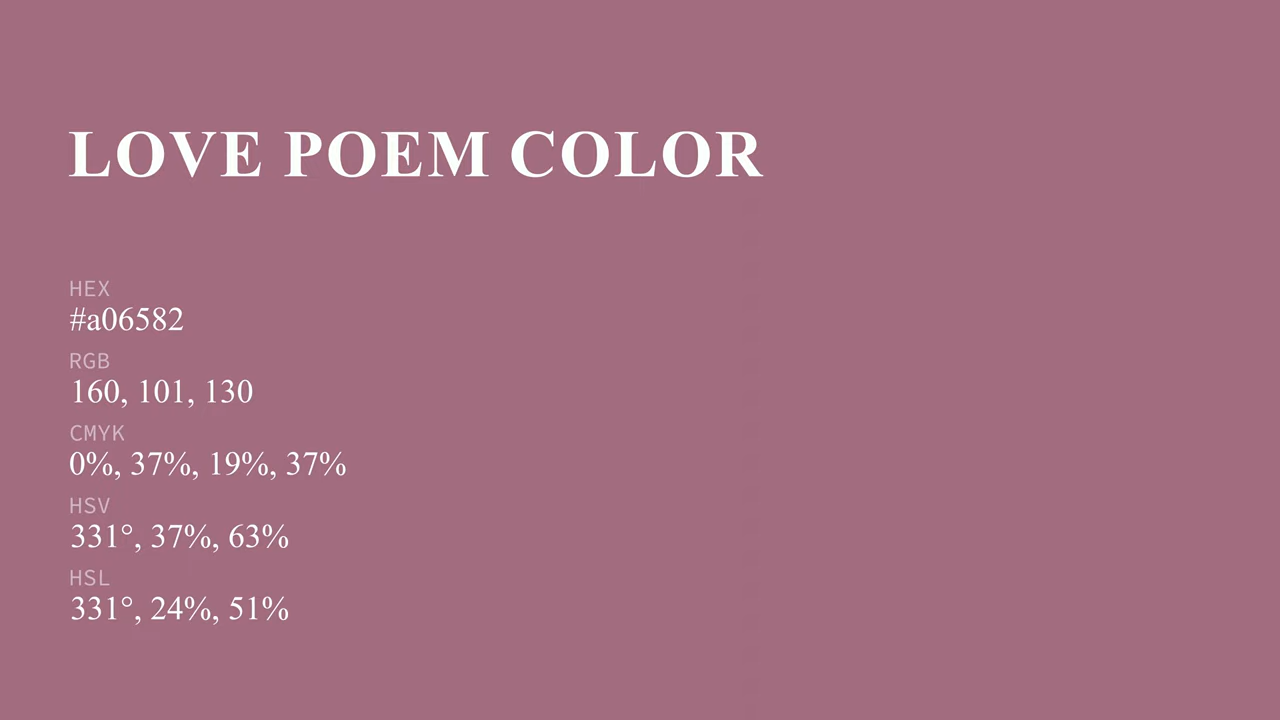 LOVE POEM COLOR
HEX
#a06582
RGB
160, 101, 130
CMYK
0%, 37%, 19%, 37%
HSV
331°, 37%, 63%
HSL
331°, 24%, 51%